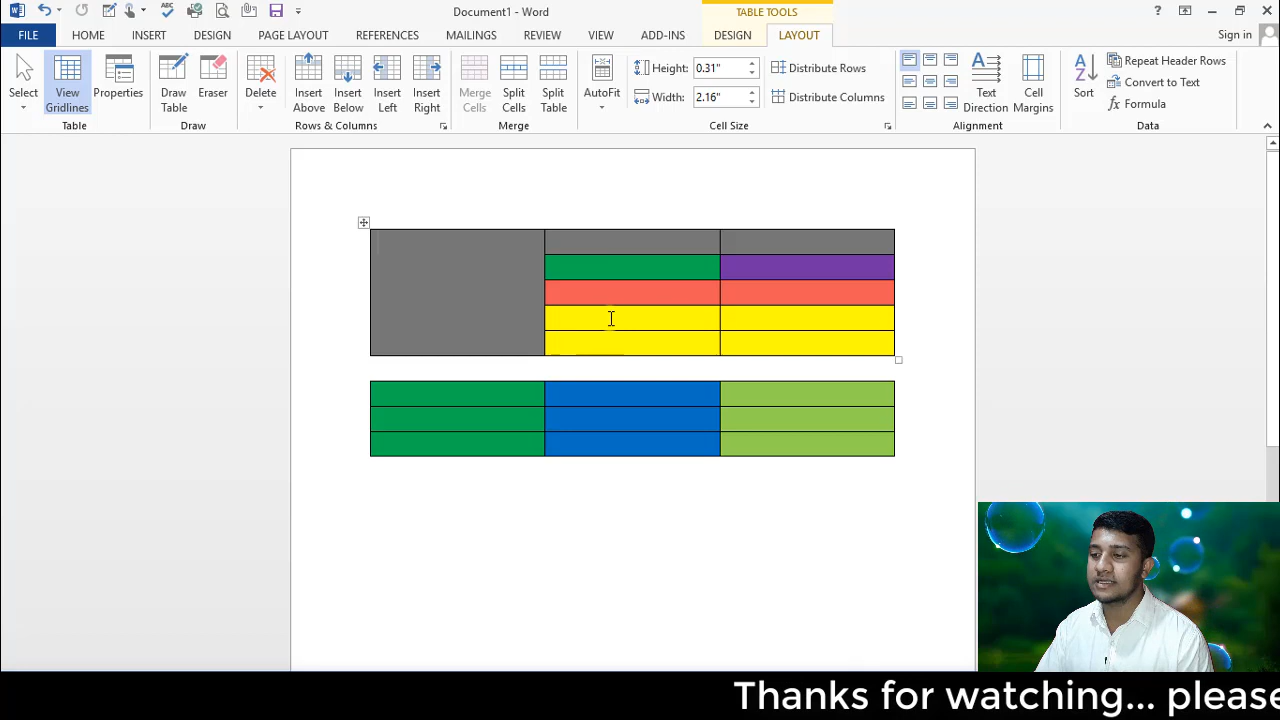 Document1 - Word
TABLE TOOLS
?
FILE
HOME
INSERT
DESIGN
PAGE LAYOUT
REFERENCES
MAILINGS
REVIEW
VIEW
ADD-INS
DESIGN
LAYOUT
Sign in
Select
View
Gridlines
Properties
Table
Draw
Table
Eraser
Draw
Delete
Insert
Above
Insert
Below
Insert
Left
Insert
Right
Rows & Columns
Merge
Cells
Split
Cells
Split
Table
Merge
AutoFit
Height: 0.31"
Width: 2.16"
Distribute Rows
Distribute Columns
Cell Size
Text
Direction
Cell
Margins
Alignment
Sort
Repeat Header Rows
Convert to Text
Formula
Data
Thanks for watching... please